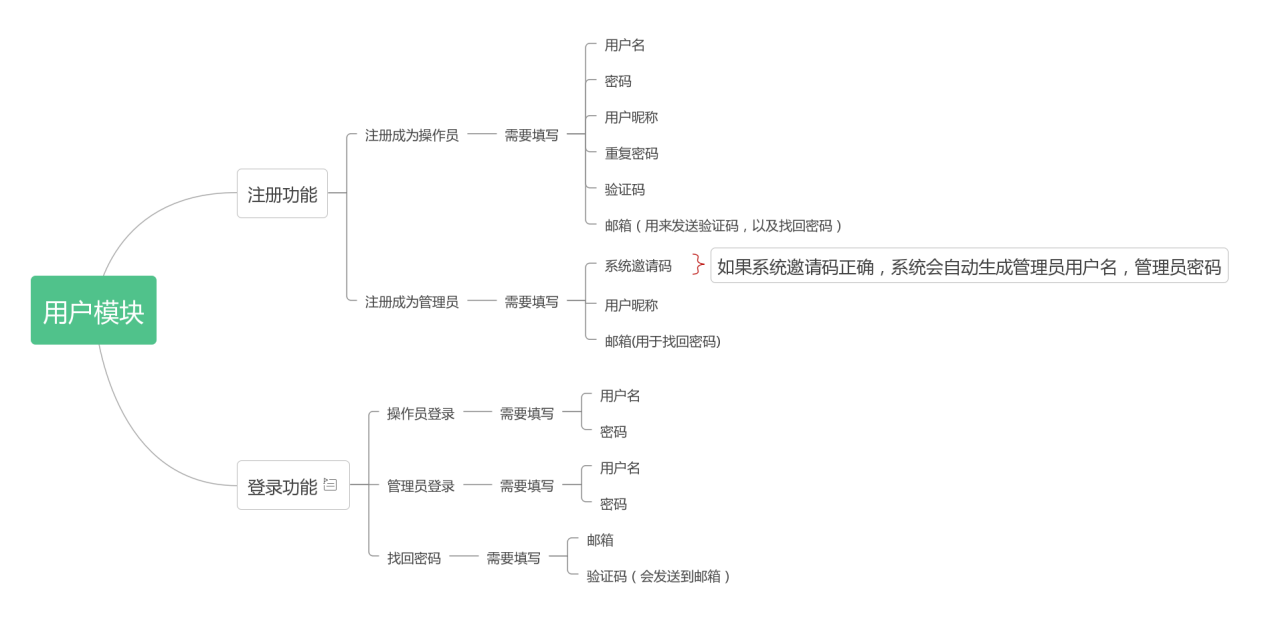 用户模块
注册功能
注册成为操作员
需要填写
用户名
密码
用户昵称
重复密码
验证码
邮箱（用来发送验证码，以及找回密码）
注册成为管理员
需要填写
系统邀请码
如果系统邀请码正确，系统会自动生成管理员用户名，管理员密码
用户昵称
邮箱(用于找回密码)
登录功能
操作员登录
需要填写
用户名
密码
管理员登录
需要填写
用户名
密码
找回密码
需要填写
邮箱
验证码（会发送到邮箱）